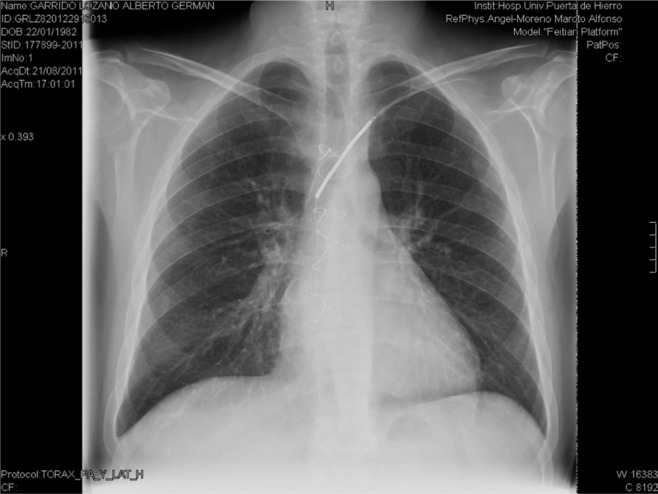 Name:GARRIDO LOZANO ALBERTO GERMAN
ID:GRLZ820122916013
DOB:22/01/1982
StID:177899-2011
ImNo:1
AcqDt:21/08/2011
AcqTm:17:01:01
H
Instit:Hosp.Univ.Puerta de Hierro
RefPhys:Angel-Moreno Maroto Alfonso
Model:"Feitian Platform"
PatPos:
CF:
x 0.393
R
Protocol:TORAX_PA_Y_LAT_H
CF:
W 16383
C 8192